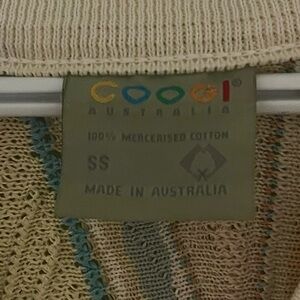 COOGI®
AUSTRALIA
100% MERCERISED COTTON
SS
MADE IN AUSTRALIA